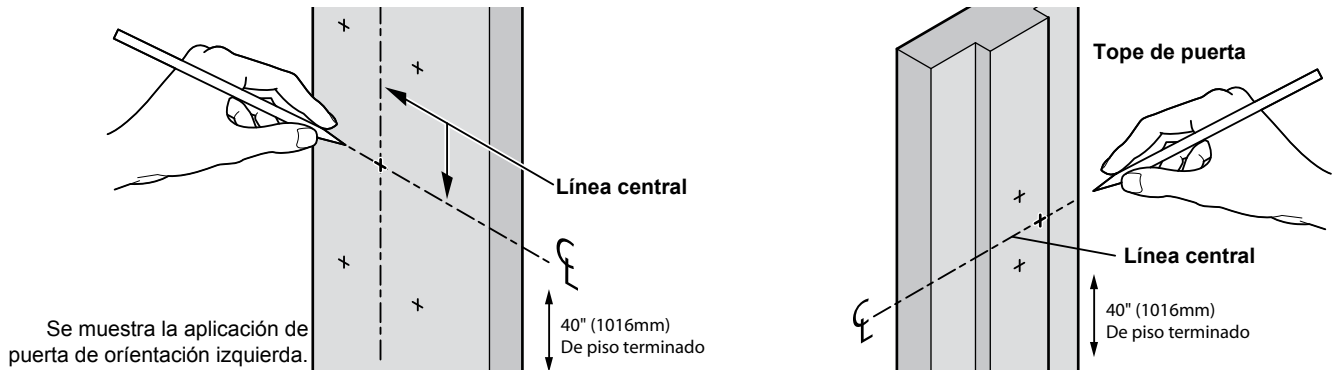 Línea central
℄
40" (1016mm)
De piso terminado
Se muestra la aplicación de
puerta de oríentación izquierda.
Tope de puerta
Línea central
℄
40" (1016mm)
De piso terminado